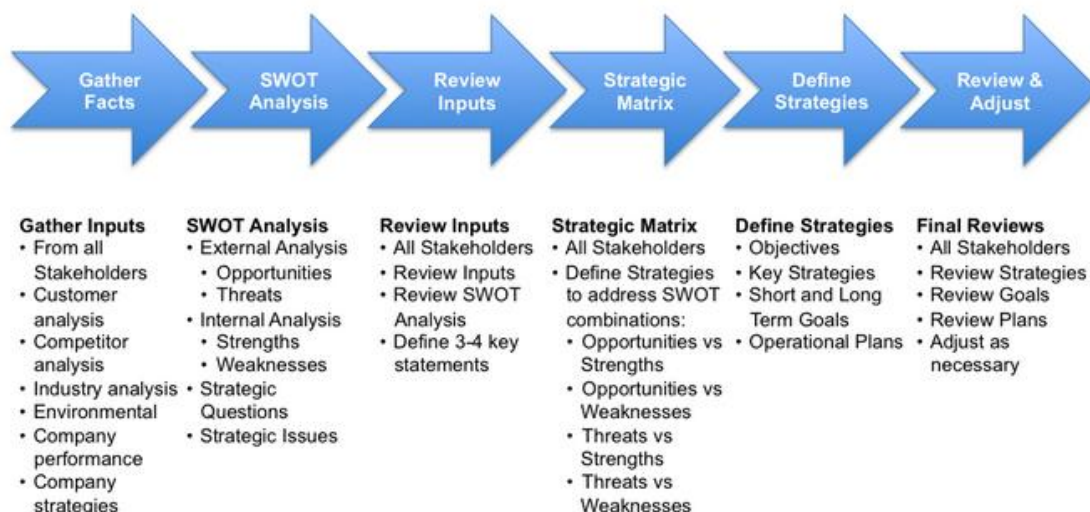 Gather
Facts
SWOT
Analysis
Review
Inputs
Strategic
Matrix
Define
Strategies
Review &
Adjust
Gather Inputs
• From all
Stakeholders
• Customer
analysis
• Competitor
analysis
• Industry analysis
• Environmental
• Company
performance
• Company
strategies
SWOT Analysis
• External Analysis
• Opportunities
• Threats
• Internal Analysis
• Strengths
• Weaknesses
• Strategic
Questions
• Strategic Issues
Review Inputs
• All Stakeholders
• Review Inputs
• Review SWOT
Analysis
• Define 3-4 key
statements
Strategic Matrix
• All Stakeholders
• Define Strategies
to address SWOT
combinations:
• Opportunities vs
Strengths
• Opportunities vs
Weaknesses
• Threats vs
Strengths
• Threats vs
Weaknesses
Define Strategies
• Objectives
• Key Strategies
• Short and Long
Term Goals
• Operational Plans
Final Reviews
• All Stakeholders
• Review Strategies
• Review Goals
• Review Plans
• Adjust as
necessary